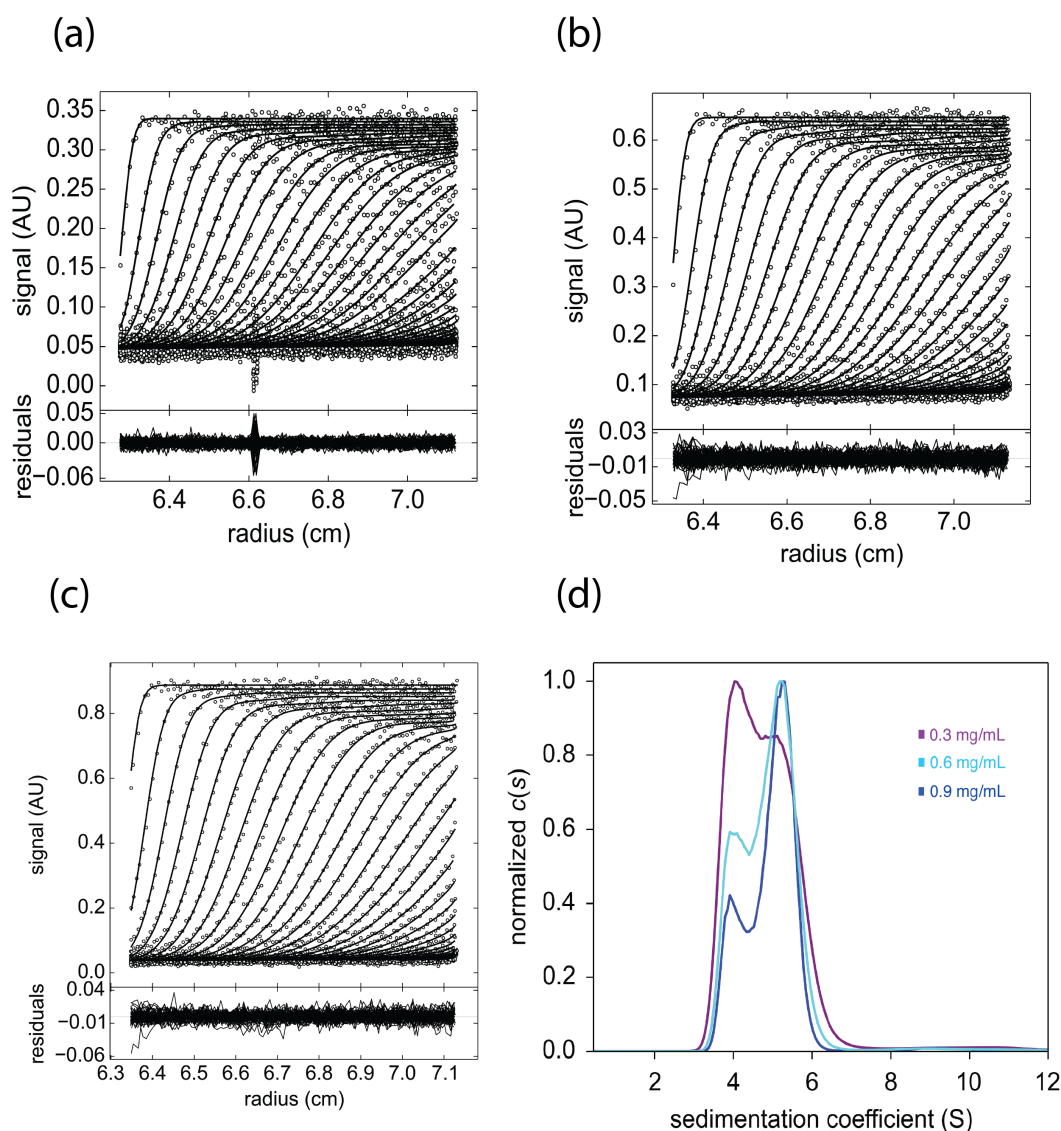 (a)
(b)
0.35
0.30
0.25
0.20
0.15
0.10
0.05
0.00
signal (AU)
0.05
0.00
−0.06
residuals
6.4 6.6 6.8 7.0
radius (cm)
0.6
0.5
0.4
0.3
0.2
0.1
signal (AU)
0.03
−0.01
−0.05
residuals
6.4 6.6 6.8 7.0
radius (cm)
(c)
(d)
0.8
0.6
0.4
0.2
0.0
signal (AU)
0.04
−0.01
−0.06
residuals
6.3 6.4 6.5 6.6 6.7 6.8 6.9 7.0 7.1
radius (cm)
1.0
0.8
0.6
0.4
0.2
0.0
normalized c(s)
0.3 mg/mL
0.6 mg/mL
0.9 mg/mL
2 4 6 8 10 12
sedimentation coefficient (S)